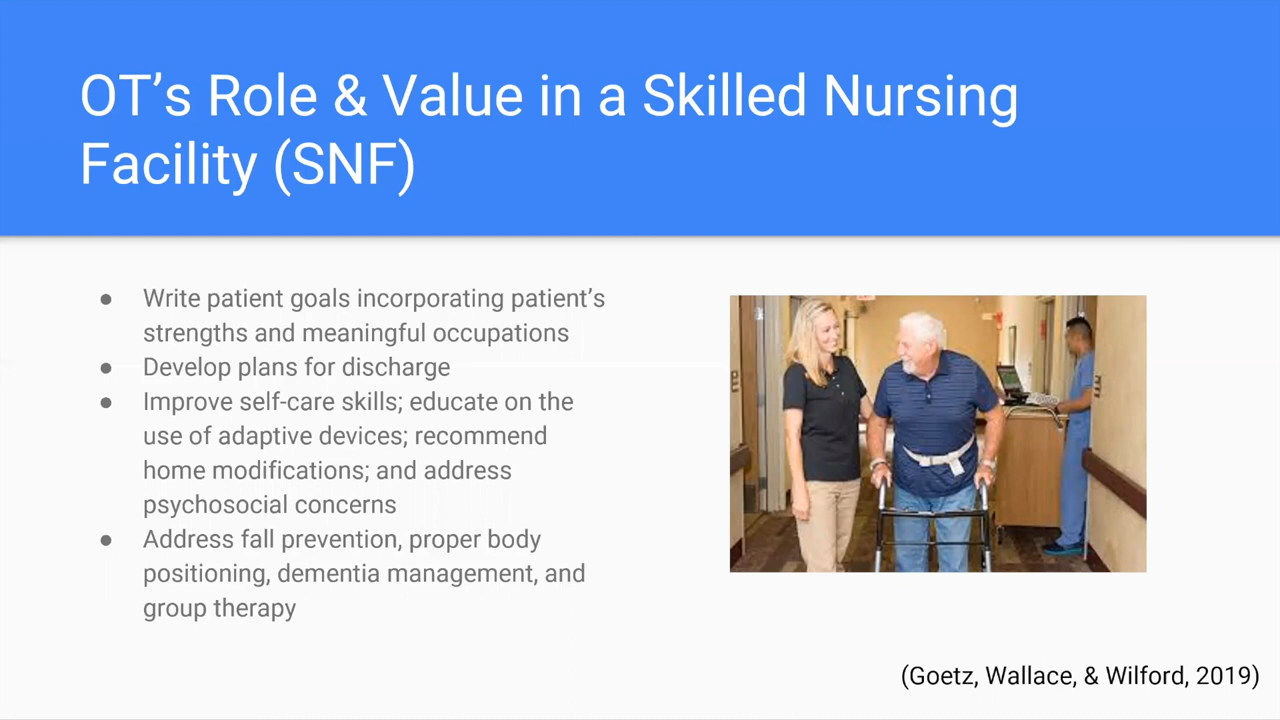 OT’s Role & Value in a Skilled Nursing
Facility (SNF)
● Write patient goals incorporating patient’s
strengths and meaningful occupations
● Develop plans for discharge
● Improve self-care skills; educate on the
use of adaptive devices; recommend
home modifications; and address
psychosocial concerns
● Address fall prevention, proper body
positioning, dementia management, and
group therapy
(Goetz, Wallace, & Wilford, 2019)